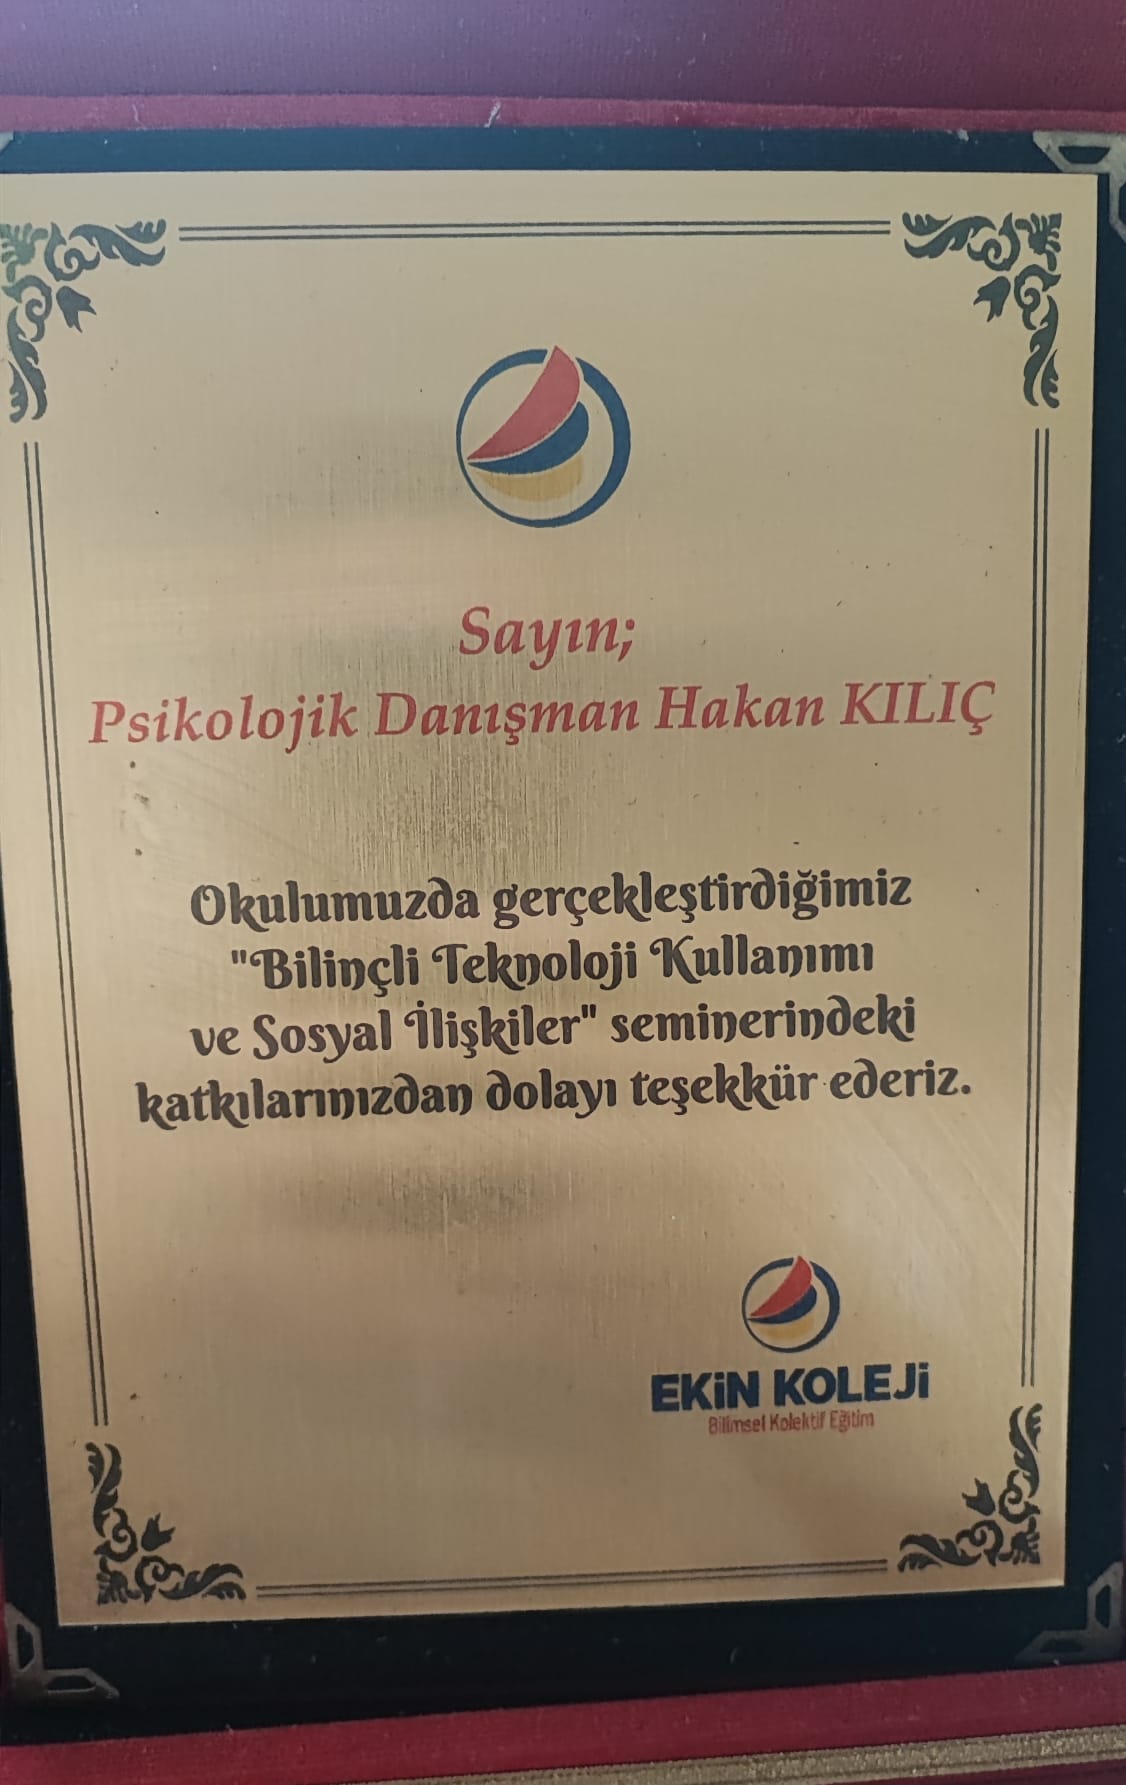 Sayın;
Psikolojik Danışman Hakan KILIÇ
Okulumuzda gerçekleştirdiğimiz
"Bilinçli Teknoloji Kullanımı
ve Sosyal İlişkiler" seminerindeki
katkılarınızdan dolayı teşekkür ederiz.
EKiN KOLEJi
Bilimsel Kolektif Eğitim